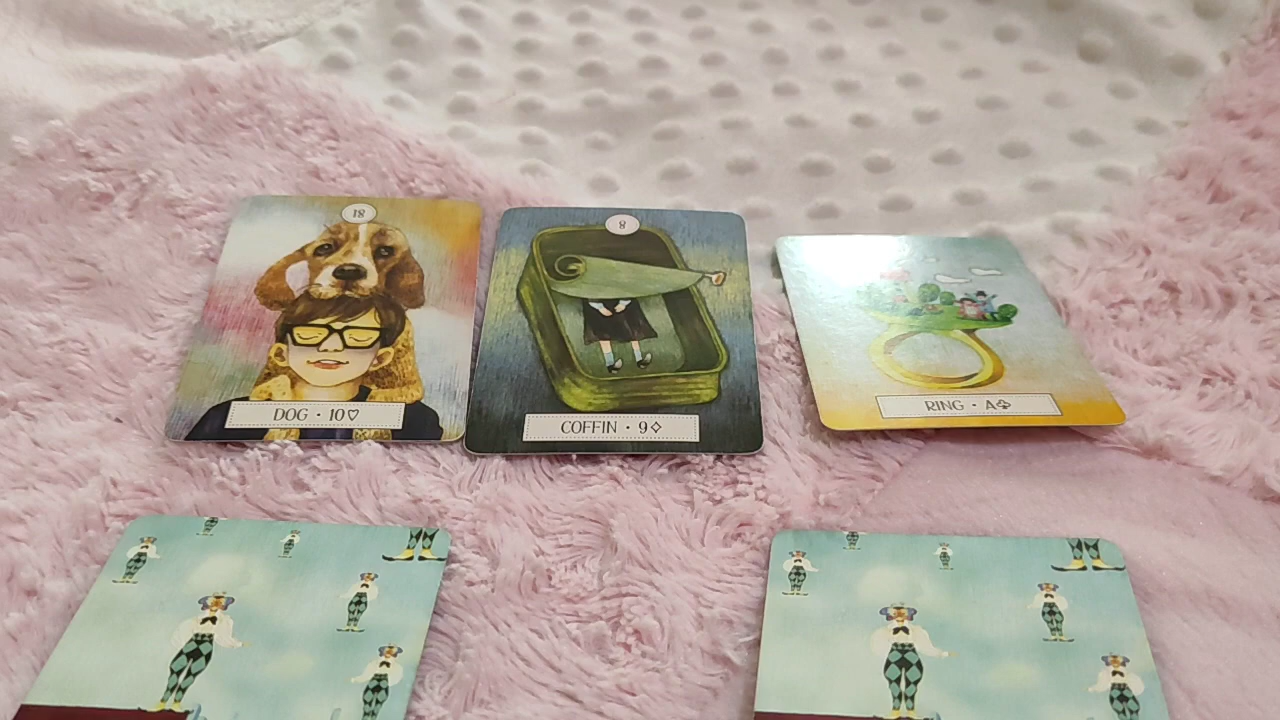 18
DOG • 10♡
8
COFFIN • 9♢
RING • A♧